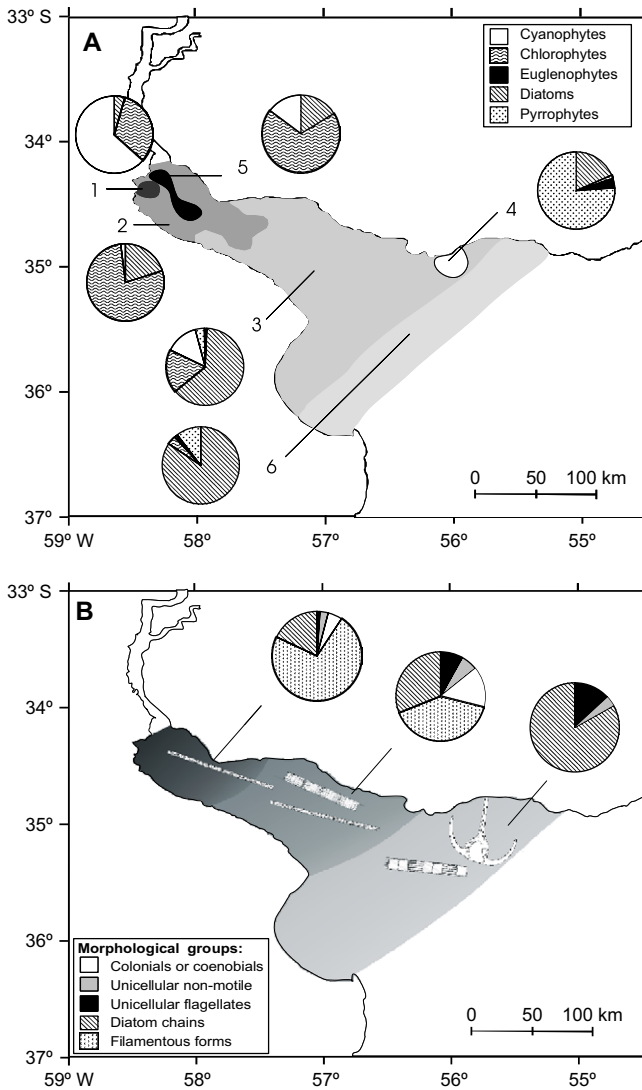 33º S
A
Cyanophytes
Chlorophytes
Euglenophytes
Diatoms
Pyrrophytes
34º
5
1
2
4
35º
3
36º
6
0 50 100 km
37º
59º W 58º 57º 56º 55º
33º S
B
34º
35º
36º
Morphological groups:
Colonials or coenobials
Unicellular non-motile
Unicellular flagellates
Diatom chains
Filamentous forms
0 50 100 km
37º
59º W 58º 57º 56º 55º